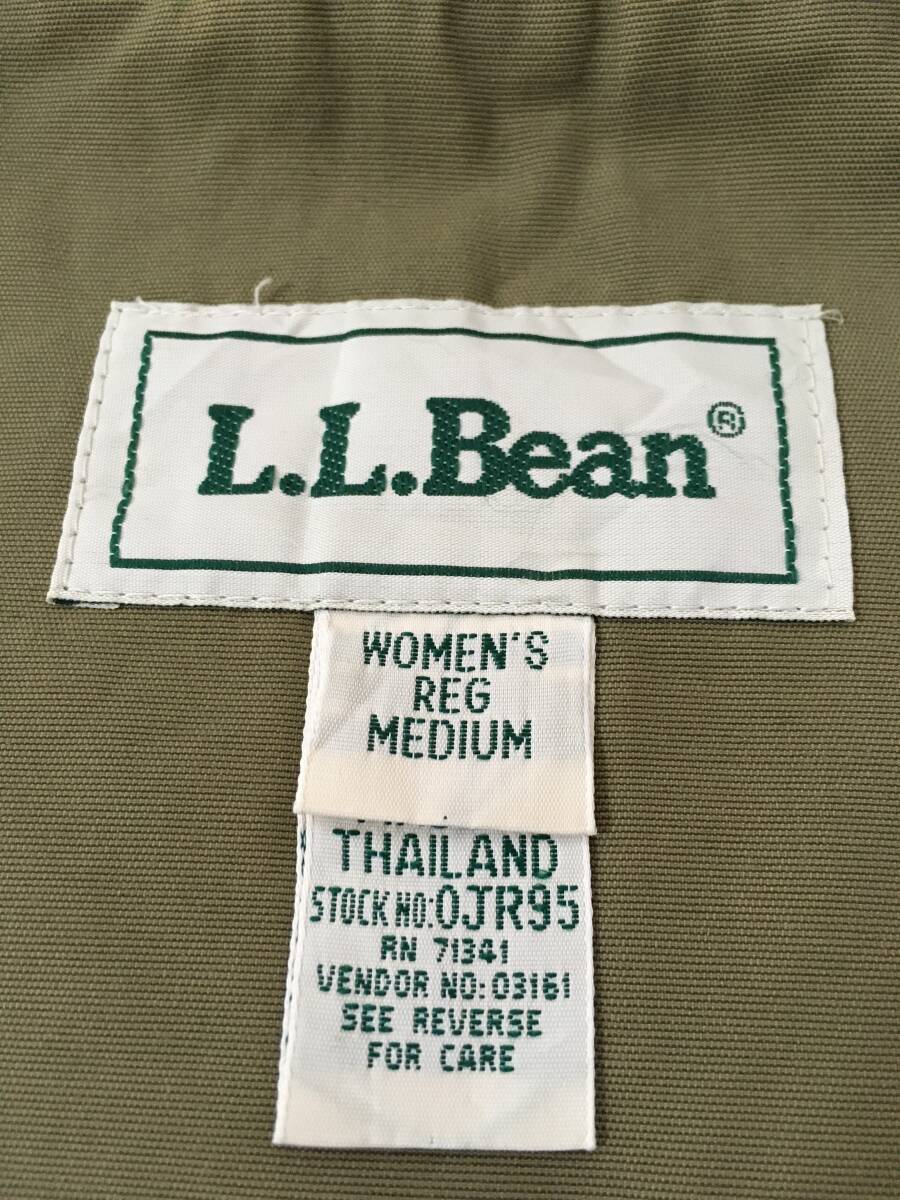 L.L.Bean®
WOMEN'S
REG
MEDIUM
THAILAND
STOCK NO:0JR95
RN 71341
VENDOR NO: 03161
SEE REVERSE
FOR CARE